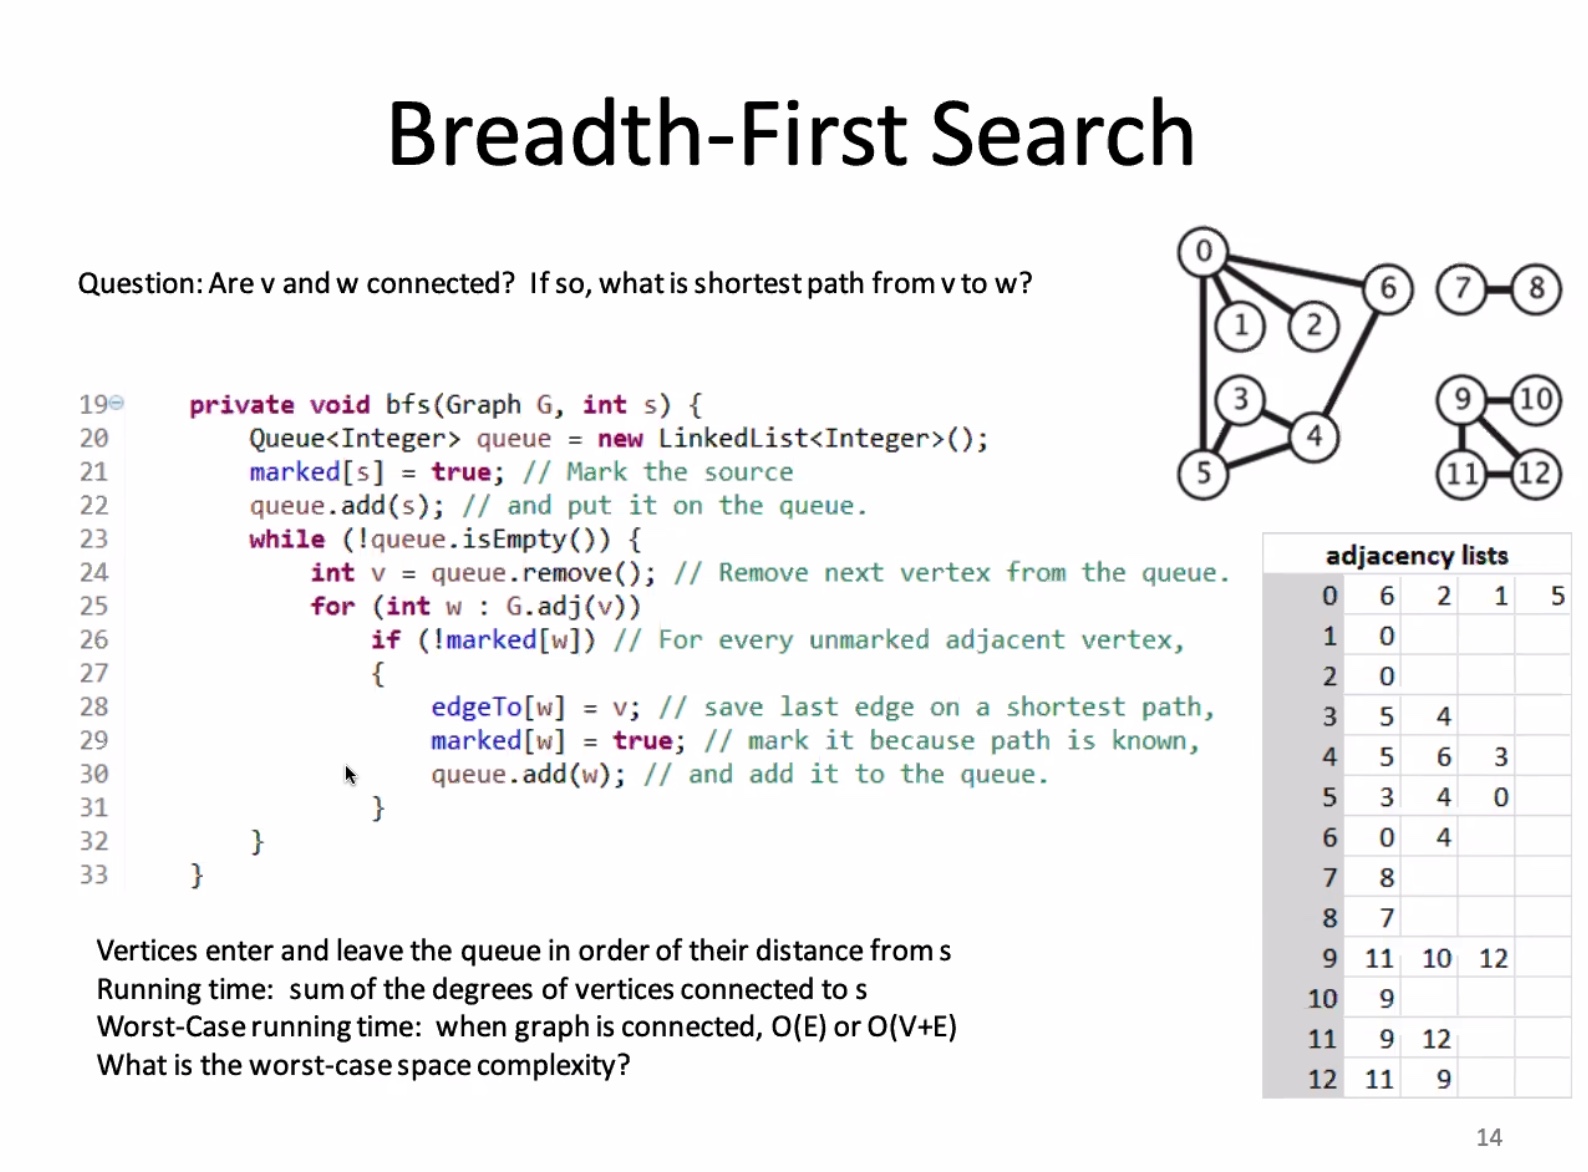 Breadth-First Search
Question: Are v and w connected? If so, what is shortest path from v to w?
19 private void bfs(Graph G, int s) {
20 Queue<Integer> queue = new LinkedList<Integer>();
21 marked[s] = true; // Mark the source
22 queue.add(s); // and put it on the queue.
23 while (!queue.isEmpty()) {
24 int v = queue.remove(); // Remove next vertex from the queue.
25 for (int w : G.adj(v))
26 if (!marked[w]) // For every unmarked adjacent vertex,
27 {
28 edgeTo[w] = v; // save last edge on a shortest path,
29 marked[w] = true; // mark it because path is known,
30 queue.add(w); // and add it to the queue.
31 }
32 }
33 }
Vertices enter and leave the queue in order of their distance from s
Running time: sum of the degrees of vertices connected to s
Worst-Case running time: when graph is connected, O(E) or O(V+E)
What is the worst-case space complexity?
0
6 7 8
1 2
3 9 10
4
5 11 12
adjacency lists
0 6 2 1 5
1 0
2 0
3 5 4
4 5 6 3
5 3 4 0
6 0 4
7 8
8 7
9 11 10 12
10 9
11 9 12
12 11 9
14